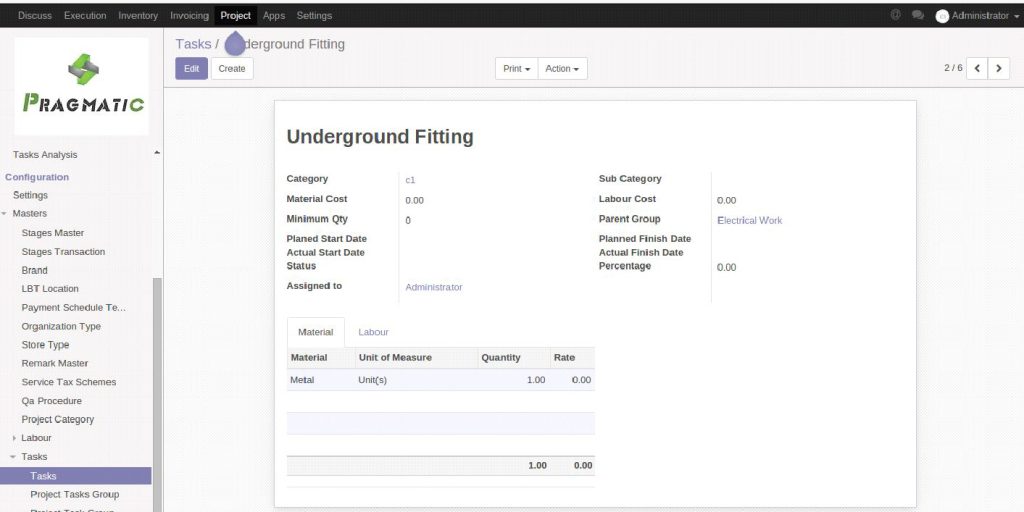 Discuss Execution Inventory Invoicing Project Apps Settings @ Administrator
Tasks / nderground Fitting
Edit Create Print Action 2 / 6
PRAGMATIC
Tasks Analysis
Configuration
Settings
Masters
Stages Master
Stages Transaction
Brand
LBT Location
Payment Schedule Te...
Organization Type
Store Type
Remark Master
Service Tax Schemes
Qa Procedure
Project Category
Labour
Tasks
Tasks
Project Tasks Group
Project Task Group
Underground Fitting
Category c1 Sub Category
Material Cost 0.00 Labour Cost 0.00
Minimum Qty 0 Parent Group Electrical Work
Planed Start Date Planned Finish Date
Actual Start Date Actual Finish Date
Status Percentage 0.00
Assigned to Administrator
Material Labour
Material Unit of Measure Quantity Rate
Metal Unit(s) 1.00 0.00
1.00 0.00